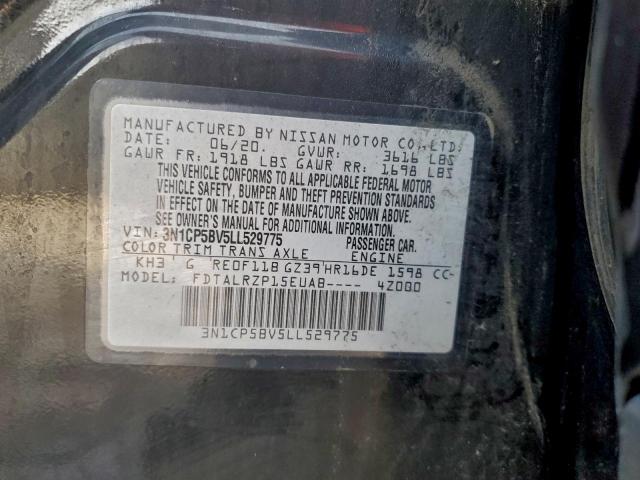 MANUFACTURED BY NISSAN MOTOR CO.,LTD.
DATE: 06/20. GVWR: 3616 LBS
GAWR FR: 1918 LBS GAWR RR: 1698 LBS
THIS VEHICLE CONFORMS TO ALL APPLICABLE FEDERAL MOTOR
VEHICLE SAFETY, BUMPER AND THEFT PREVENTION STANDARDS
IN EFFECT ON THE DATE OF MANUFACTURE SHOWN ABOVE.
SEE OWNER'S MANUAL FOR ADDITIONAL INFORMATION.
VIN: 3N1CP5BV5LL529775 PASSENGER CAR.
COLOR TRIM TRANS AXLE ENGINE
KH3 G RE0F11B GZ39 HR16DE 1598 CC
MODEL: FDTALRZP15EUAB---- 4Z000
3N1CP5BV5LL529775